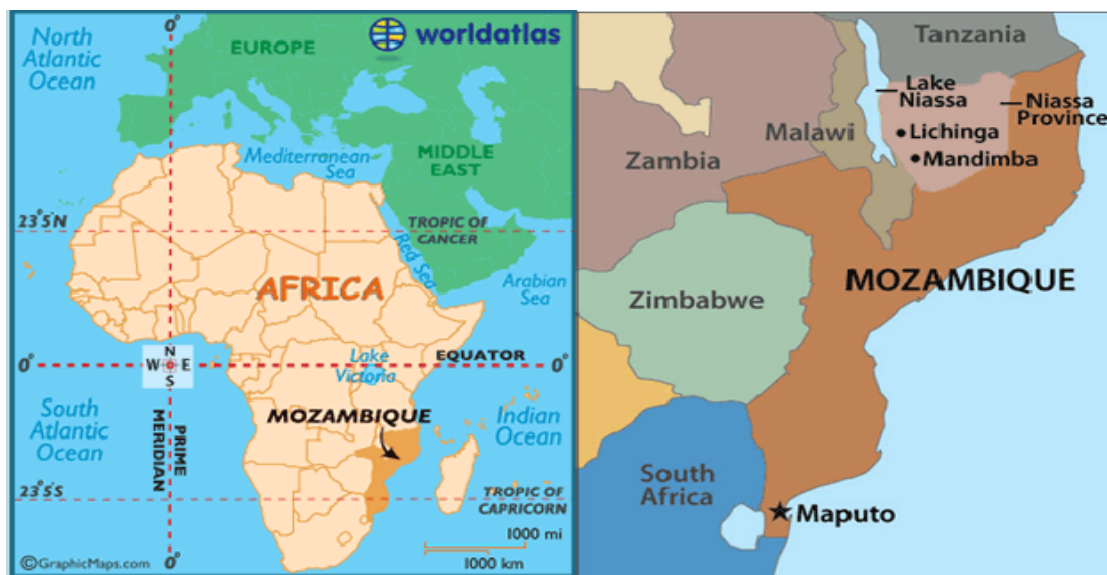 0°
North
Atlantic
Ocean
EUROPE
worldatlas
Mediterranean
Sea
MIDDLE
EAST
23°5'N
TROPIC OF
CANCER
Red Sea
AFRICA
Arabian
Sea
0°
N
W E
S
EQUATOR
0°
Lake
Victoria
MOZAMBIQUE
South
Atlantic
Ocean
PRIME
MERIDIAN
Indian
Ocean
23°5'S
TROPIC OF
CAPRICORN
1000 mi
1000 km
©GraphicMaps.com
0°
Tanzania
Lake
Niassa
Niassa
Province
Lichinga
Malawi
Mandimba
Zambia
MOZAMBIQUE
Zimbabwe
South
Africa
Maputo